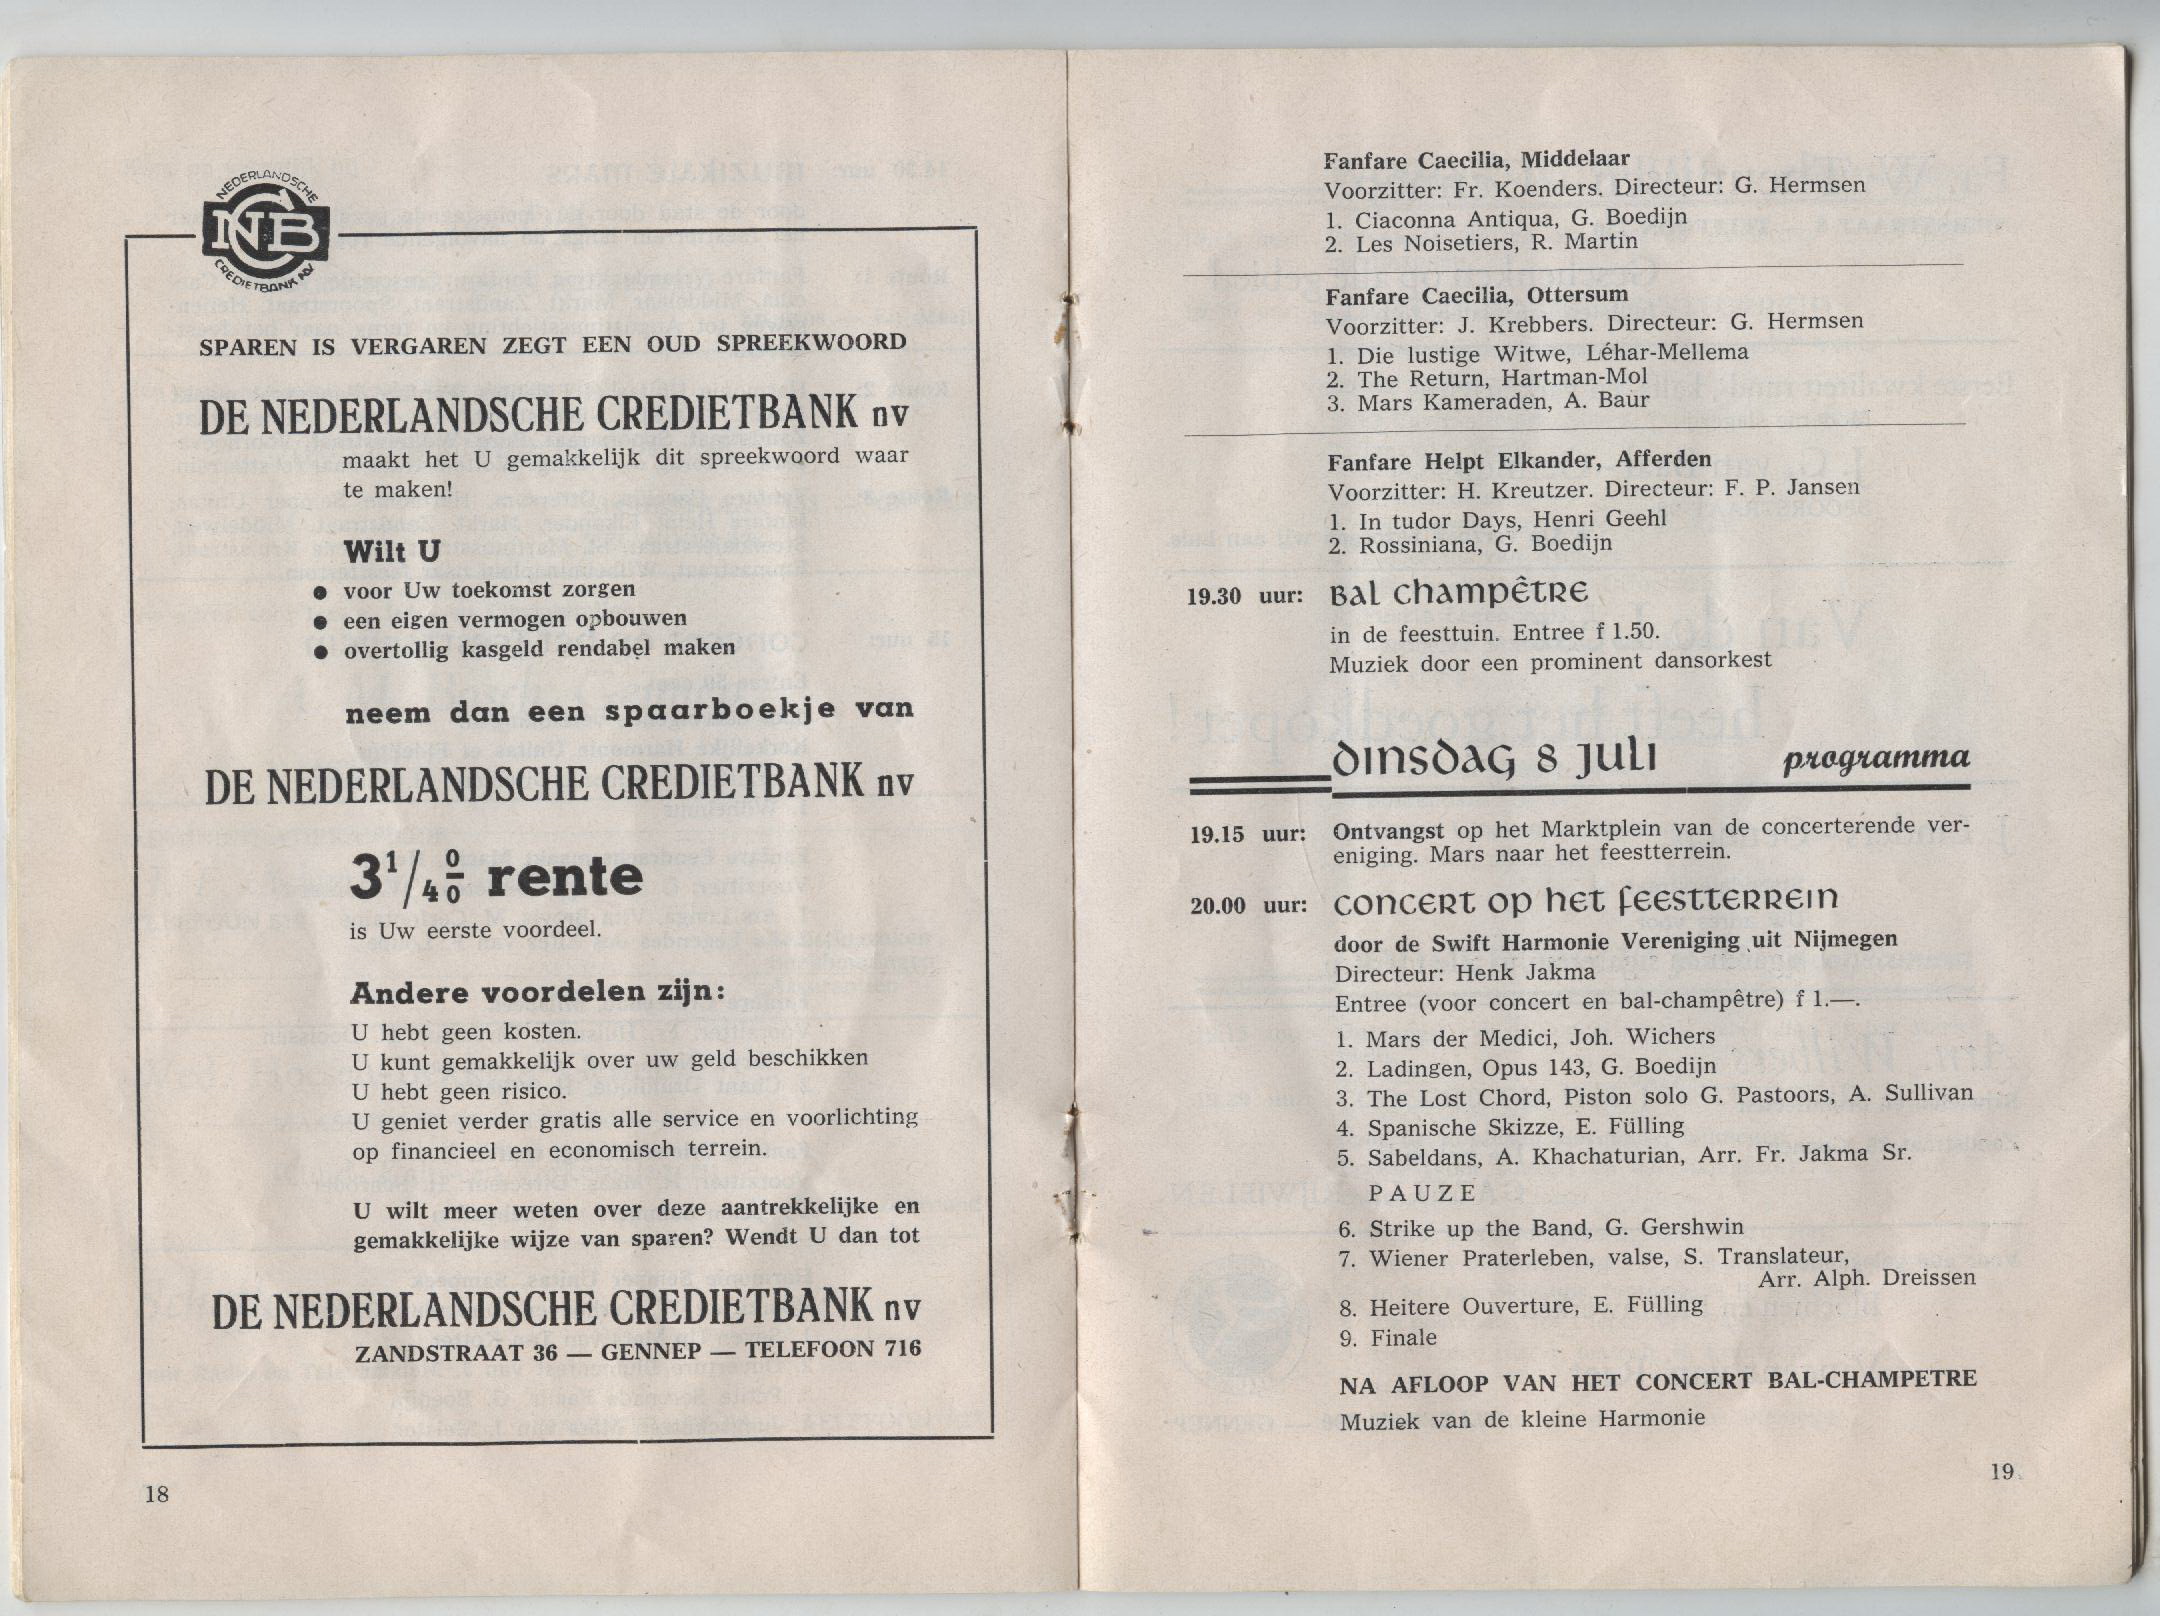 NEDERLANDSCHE
NCB
CREDIETBANK NV
SPAREN IS VERGAREN ZEGT EEN OUD SPREEKWOORD
DE NEDERLANDSCHE CREDIETBANK nv
maakt het U gemakkelijk dit spreekwoord waar
te maken!
Wilt U
● voor Uw toekomst zorgen
● een eigen vermogen opbouwen
● overtollig kasgeld rendabel maken
neem dan een spaarboekje van
DE NEDERLANDSCHE CREDIETBANK nv
3 1/4 % rente
is Uw eerste voordeel.
Andere voordelen zijn:
U hebt geen kosten.
U kunt gemakkelijk over uw geld beschikken
U hebt geen risico.
U geniet verder gratis alle service en voorlichting
op financieel en economisch terrein.
U wilt meer weten over deze aantrekkelijke en
gemakkelijke wijze van sparen? Wendt U dan tot
DE NEDERLANDSCHE CREDIETBANK nv
ZANDSTRAAT 36 — GENNEP — TELEFOON 716
18
Fanfare Caecilia, Middelaar
Voorzitter: Fr. Koenders. Directeur: G. Hermsen
1. Ciaconna Antiqua, G. Boedijn
2. Les Noisetiers, R. Martin
Fanfare Caecilia, Ottersum
Voorzitter: J. Krebbers. Directeur: G. Hermsen
1. Die lustige Witwe, Léhar-Mellema
2. The Return, Hartman-Mol
3. Mars Kameraden, A. Baur
Fanfare Helpt Elkander, Afferden
Voorzitter: H. Kreutzer. Directeur: F. P. Jansen
1. In tudor Days, Henri Geehl
2. Rossiniana, G. Boedijn
19.30 uur: Bal champêtre
in de feesttuin. Entree f 1.50.
Muziek door een prominent dansorkest
dinsdag 8 juli programma
19.15 uur: Ontvangst op het Marktplein van de concerterende ver-
eniging. Mars naar het feestterrein.
20.00 uur: concert op het feestterrein
door de Swift Harmonie Vereniging uit Nijmegen
Directeur: Henk Jakma
Entree (voor concert en bal-champêtre) f 1.—.
1. Mars der Medici, Joh. Wichers
2. Ladingen, Opus 143, G. Boedijn
3. The Lost Chord, Piston solo G. Pastoors, A. Sullivan
4. Spanische Skizze, E. Fülling
5. Sabeldans, A. Khachaturian, Arr. Fr. Jakma Sr.
PAUZE
6. Strike up the Band, G. Gershwin
7. Wiener Praterleben, valse, S. Translateur,
Arr. Alph. Dreissen
8. Heitere Ouverture, E. Fülling
9. Finale
NA AFLOOP VAN HET CONCERT BAL-CHAMPETRE
Muziek van de kleine Harmonie
19